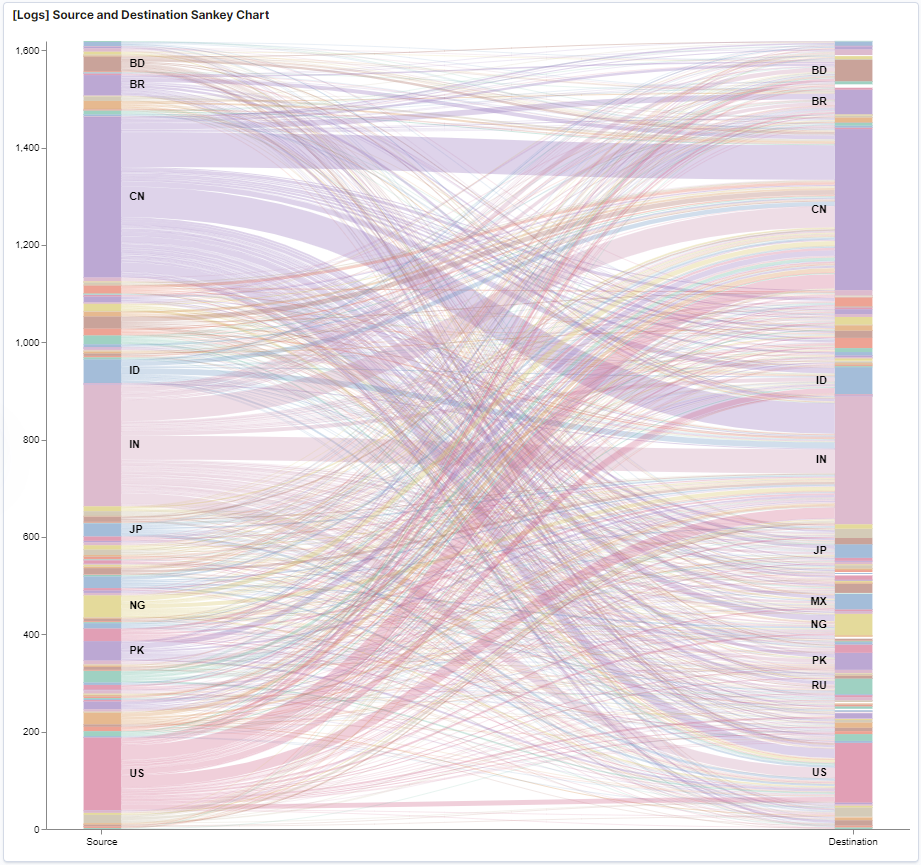 [Logs] Source and Destination Sankey Chart
1,600
1,400
1,200
1,000
800
600
400
200
0
BD
BR
CN
ID
IN
JP
NG
PK
US
BD
BR
CN
ID
IN
JP
MX
NG
PK
RU
US
Source
Destination